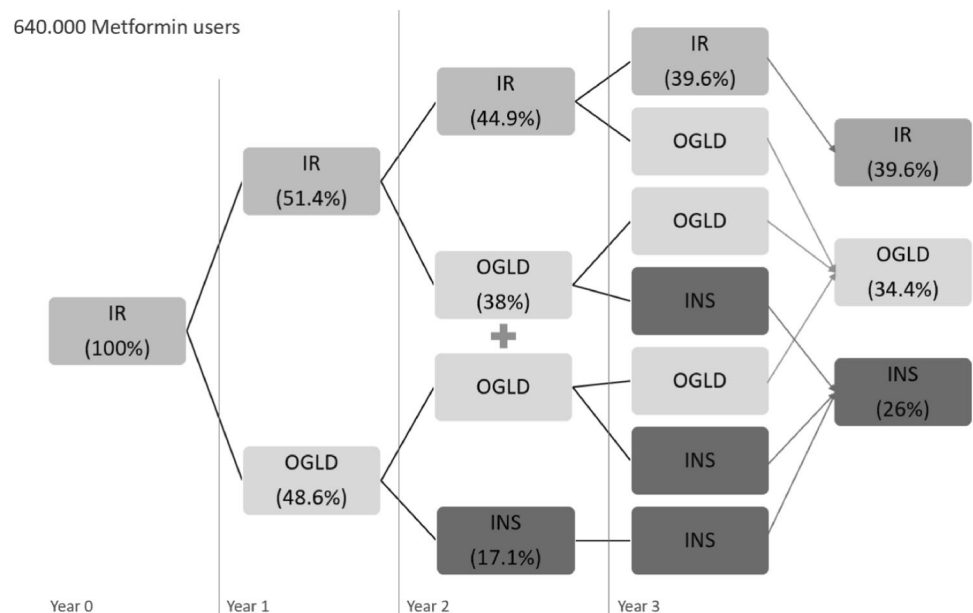 640.000 Metformin users
IR
(100%)
IR
(51.4%)
OGLD
(48.6%)
IR
(44.9%)
OGLD
(38%)
OGLD
INS
(17.1%)
IR
(39.6%)
OGLD
OGLD
INS
OGLD
INS
INS
IR
(39.6%)
OGLD
(34.4%)
INS
(26%)
Year 0
Year 1
Year 2
Year 3